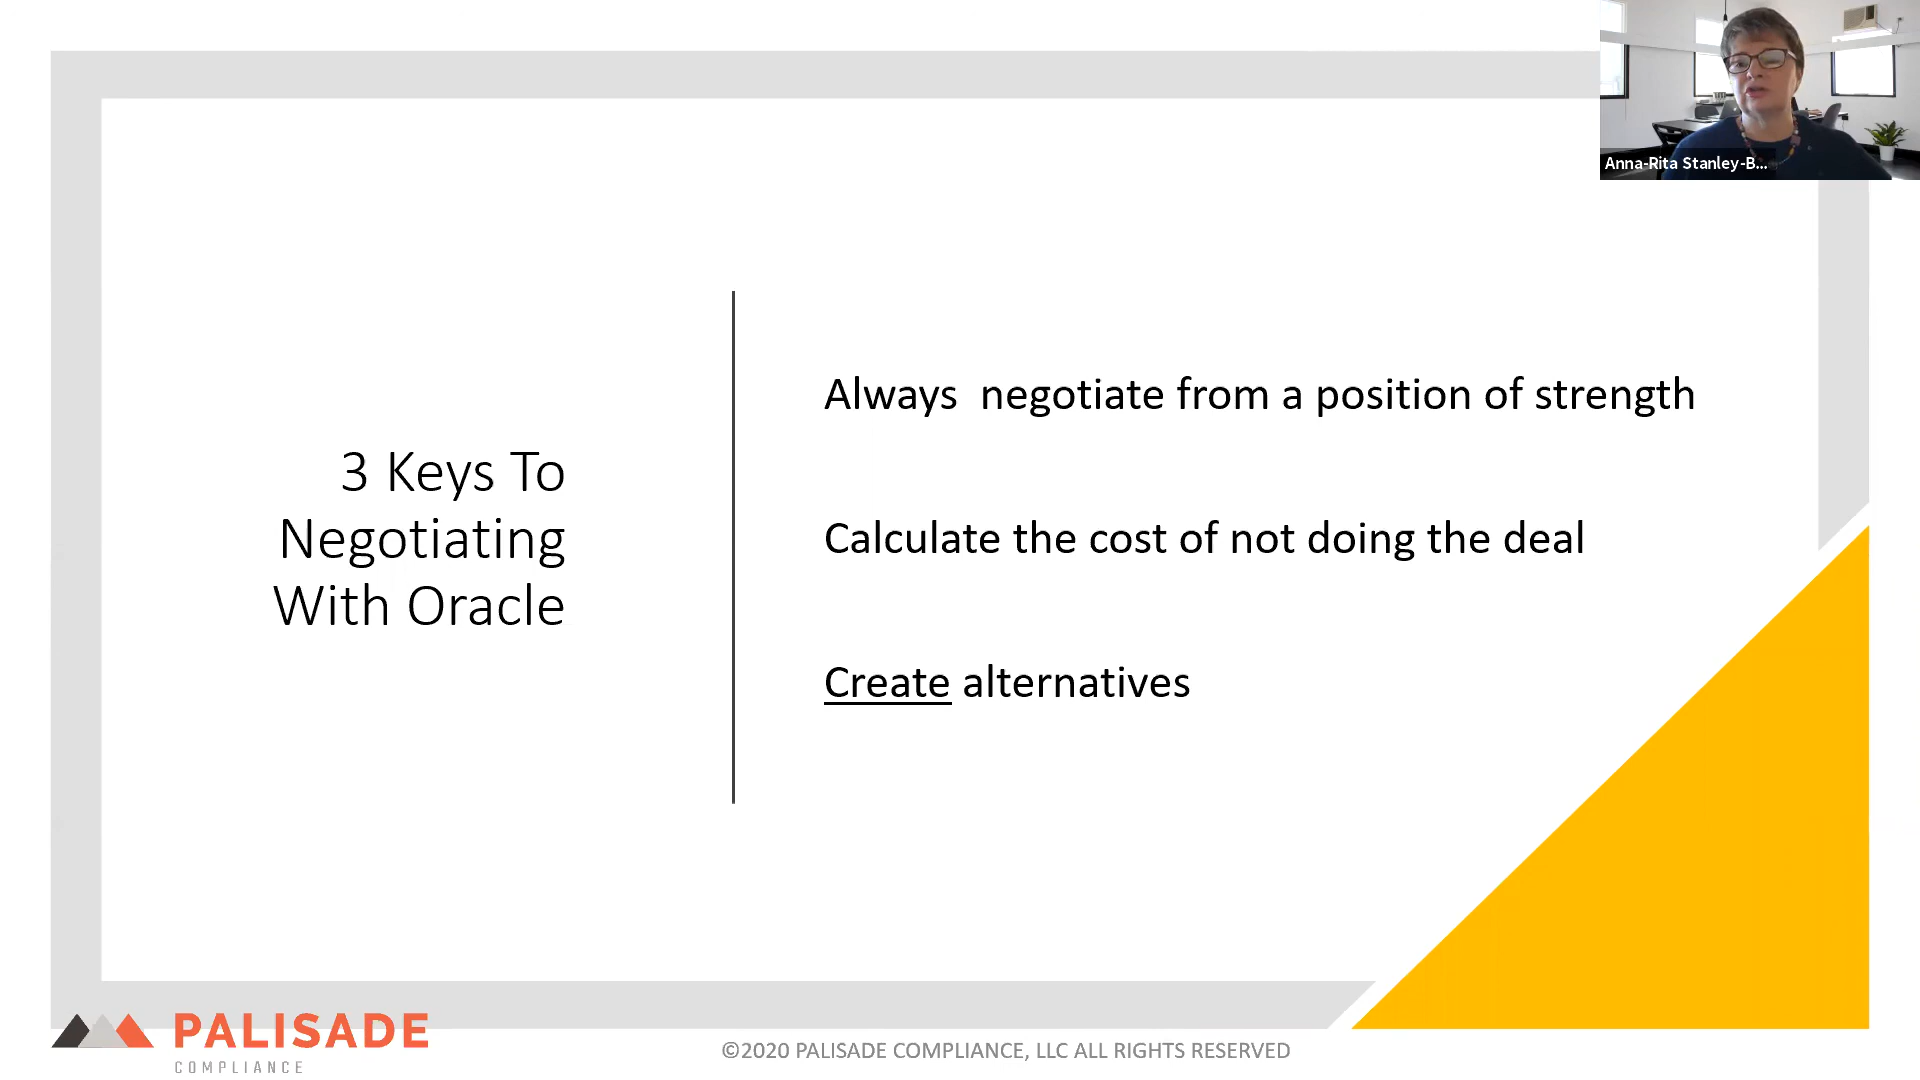 Anna-Rita Stanley-B...
3 Keys To
Negotiating
With Oracle
Always  negotiate from a position of strength
Calculate the cost of not doing the deal
Create alternatives
PALISADE
COMPLIANCE
©2020 PALISADE COMPLIANCE, LLC ALL RIGHTS RESERVED